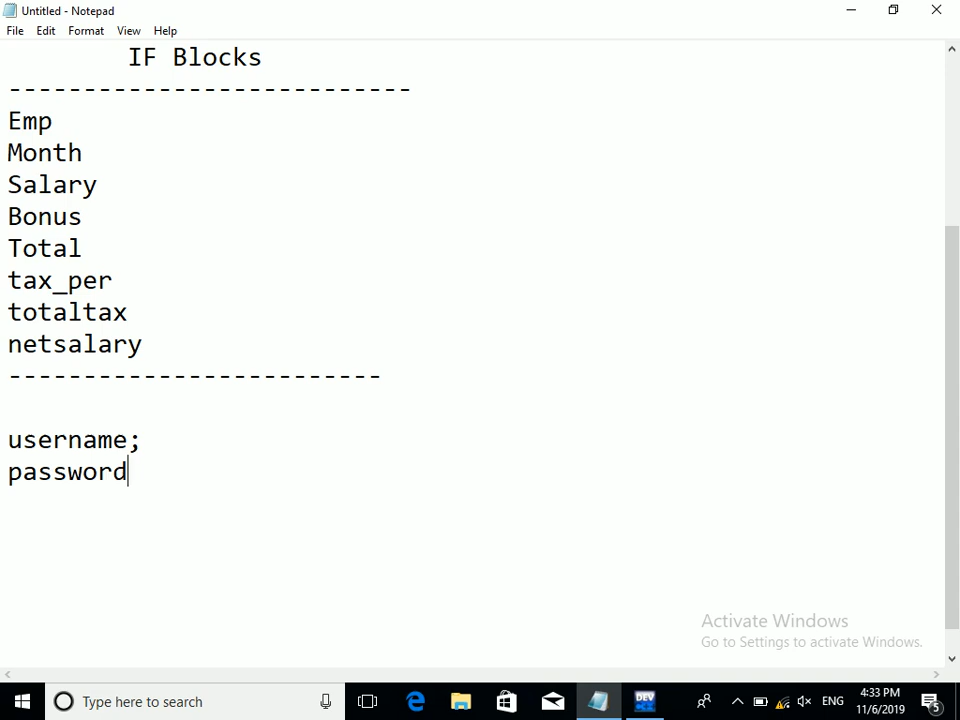 Untitled - Notepad
File Edit Format View Help
IF Blocks
---------------------------
Emp
Month
Salary
Bonus
Total
tax_per
totaltax
netsalary
-------------------------
username;
password
Activate Windows
Go to Settings to activate Windows.
Type here to search
DEV
ENG
4:33 PM
11/6/2019
5